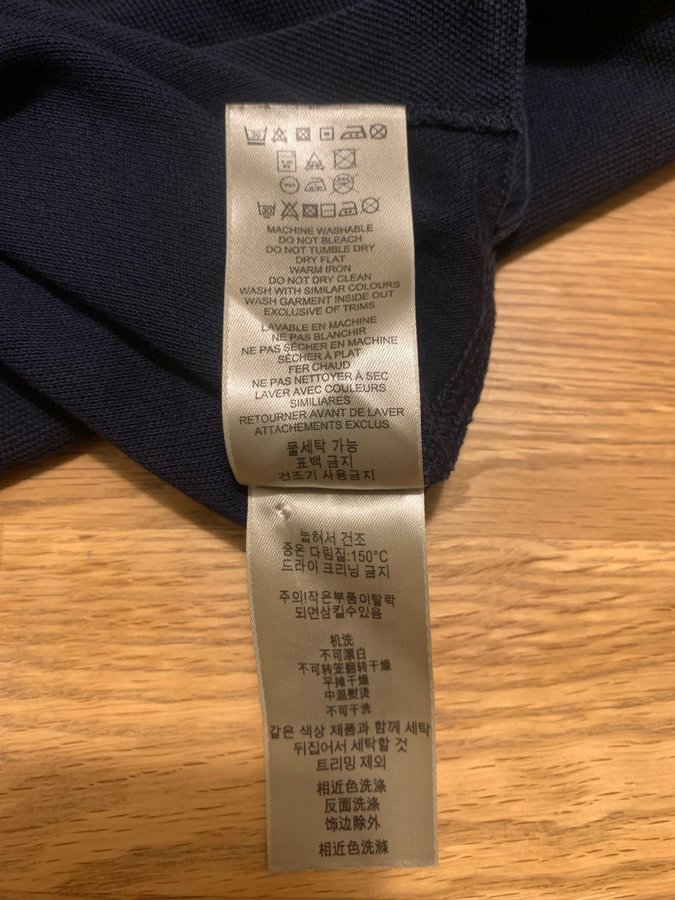 MACHINE WASHABLE
DO NOT BLEACH
DO NOT TUMBLE DRY
DRY FLAT
WARM IRON
DO NOT DRY CLEAN
WASH WITH SIMILAR COLOURS
WASH GARMENT INSIDE OUT
EXCLUSIVE OF TRIMS
LAVABLE EN MACHINE
NE PAS BLANCHIR
NE PAS SÉCHER EN MACHINE
SÉCHER À PLAT
FER CHAUD
NE PAS NETTOYER À SEC
LAVER AVEC COULEURS
SIMILIARES
RETOURNER AVANT DE LAVER
ATTACHEMENTS EXCLUS
물세탁 가능
표백 금지
건조기 사용금지
눕혀서 건조
중온 다림질:150°C
드라이 크리닝 금지
주의!작은부품이탈락
되면삼킬수있음
机洗
不可漂白
不可转笼翻转干燥
平摊干燥
中温熨烫
不可干洗
같은 색상 제품과 함께 세탁
뒤집어서 세탁할 것
트리밍 제외
相近色洗涤
反面洗涤
饰边除外
相近色洗滌